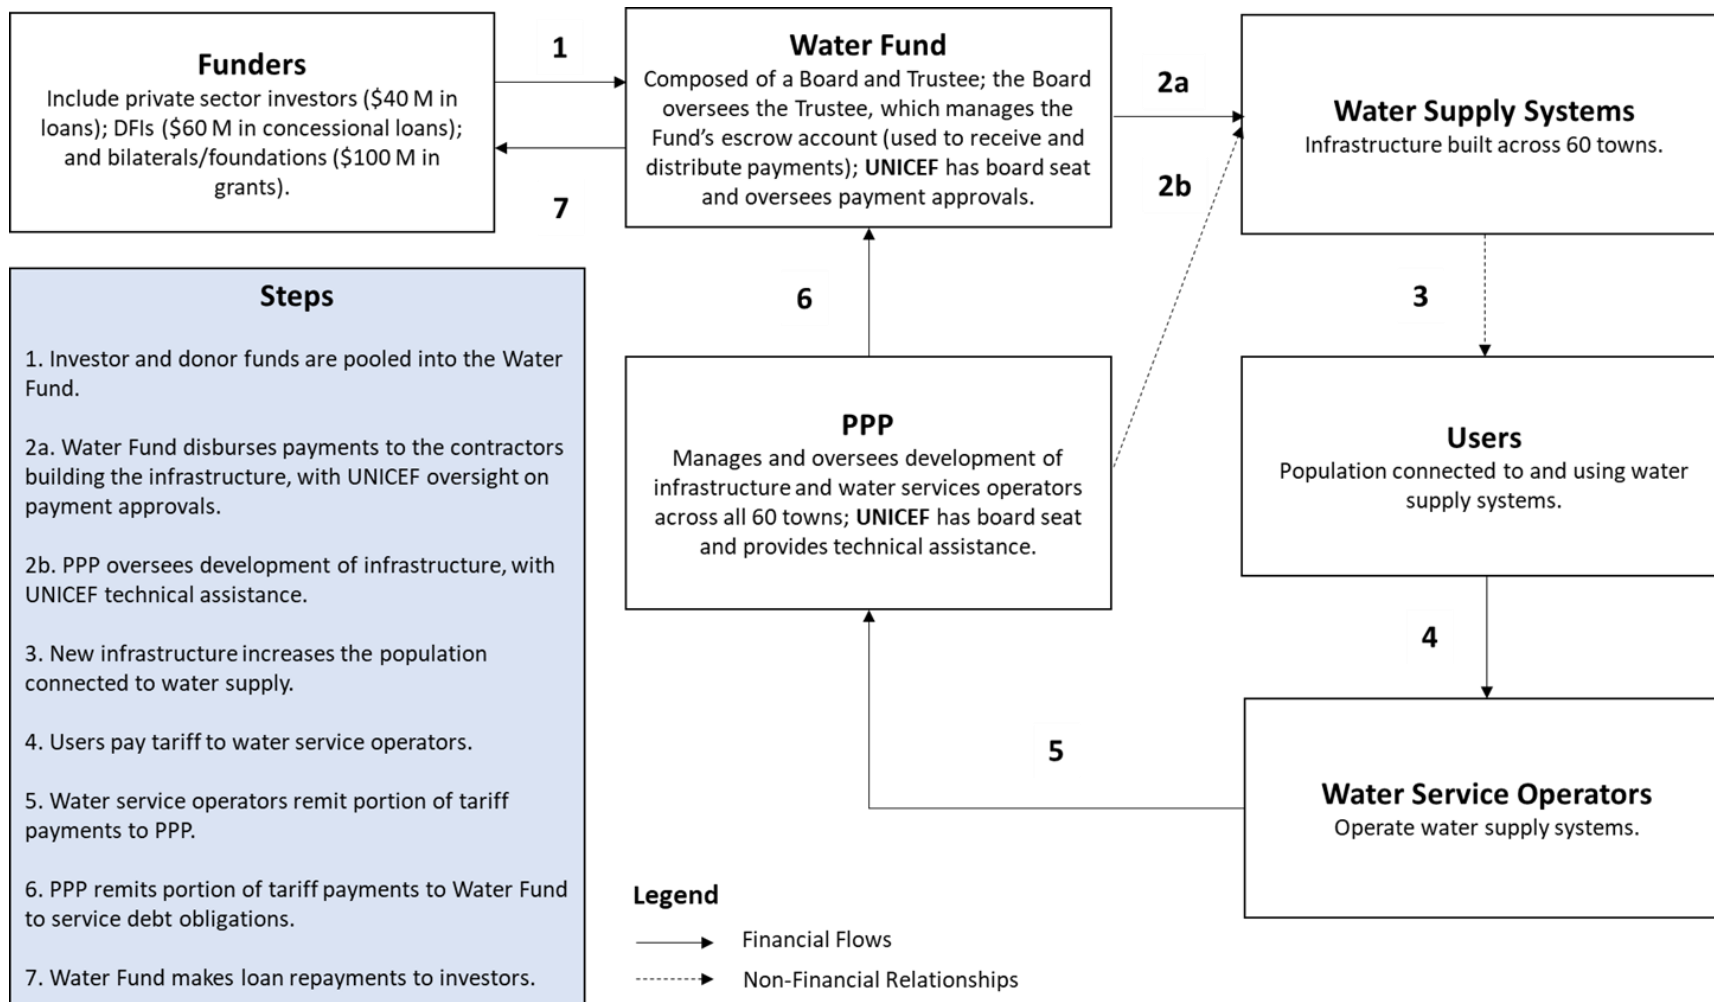 Funders
Include private sector investors ($40 M in
loans); DFIs ($60 M in concessional loans);
and bilaterals/foundations ($100 M in
grants).
1
7
Water Fund
Composed of a Board and Trustee; the Board
oversees the Trustee, which manages the
Fund's escrow account (used to receive and
distribute payments); UNICEF has board seat
and oversees payment approvals.
2a
2b
Water Supply Systems
Infrastructure built across 60 towns.
Steps
1. Investor and donor funds are pooled into the Water
Fund.
2a. Water Fund disburses payments to the contractors
building the infrastructure, with UNICEF oversight on
payment approvals.
2b. PPP oversees development of infrastructure, with
UNICEF technical assistance.
3. New infrastructure increases the population
connected to water supply.
4. Users pay tariff to water service operators.
5. Water service operators remit portion of tariff
payments to PPP.
6. PPP remits portion of tariff payments to Water Fund
to service debt obligations.
7. Water Fund makes loan repayments to investors.
6
3
PPP
Manages and oversees development of
infrastructure and water services operators
across all 60 towns; UNICEF has board seat
and provides technical assistance.
Users
Population connected to and using water
supply systems.
4
5
Water Service Operators
Operate water supply systems.
Legend
Financial Flows
Non-Financial Relationships